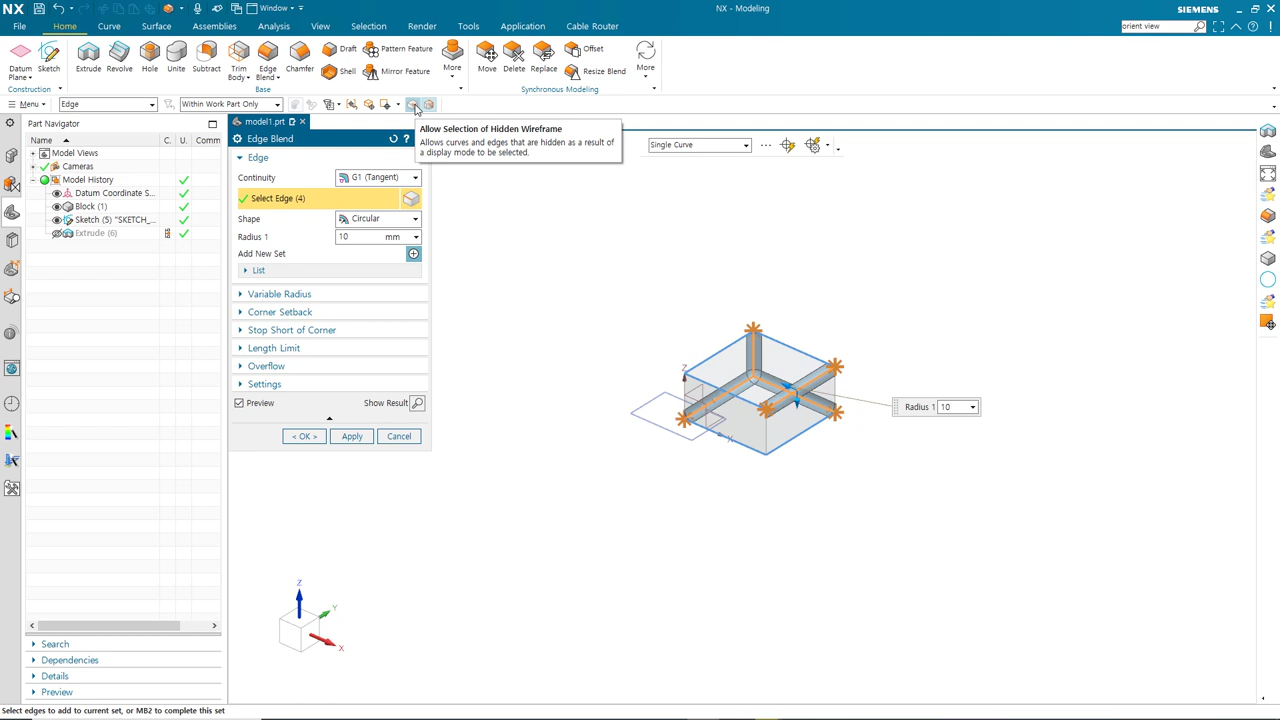 NX
Window
NX - Modeling
SIEMENS
File
Home
Curve
Surface
Assemblies
Analysis
View
Selection
Render
Tools
Application
Cable Router
orient view
Datum Plane
Sketch
Extrude
Revolve
Hole
Unite
Subtract
Trim Body
Edge Blend
Chamfer
Draft
Shell
Pattern Feature
Mirror Feature
More
Move
Delete
Replace
Offset
Resize Blend
More
Construction
Base
Synchronous Modeling
Menu
Edge
Within Work Part Only
Part Navigator
Name
C.
U.
Comm
Model Views
Cameras
Model History
Datum Coordinate S...
Block (1)
Sketch (5) "SKETCH_...
Extrude (6)
Search
Dependencies
Details
Preview
model1.prt
Edge Blend
Edge
Continuity
G1 (Tangent)
Select Edge (4)
Shape
Circular
Radius 1
10
mm
Add New Set
List
Variable Radius
Corner Setback
Stop Short of Corner
Length Limit
Overflow
Settings
Preview
Show Result
< OK >
Apply
Cancel
Allow Selection of Hidden Wireframe
Allows curves and edges that are hidden as a result of
a display mode to be selected.
Single Curve
Z
X
Radius 1
10
Z
Y
X
Select edges to add to current set, or MB2 to complete this set